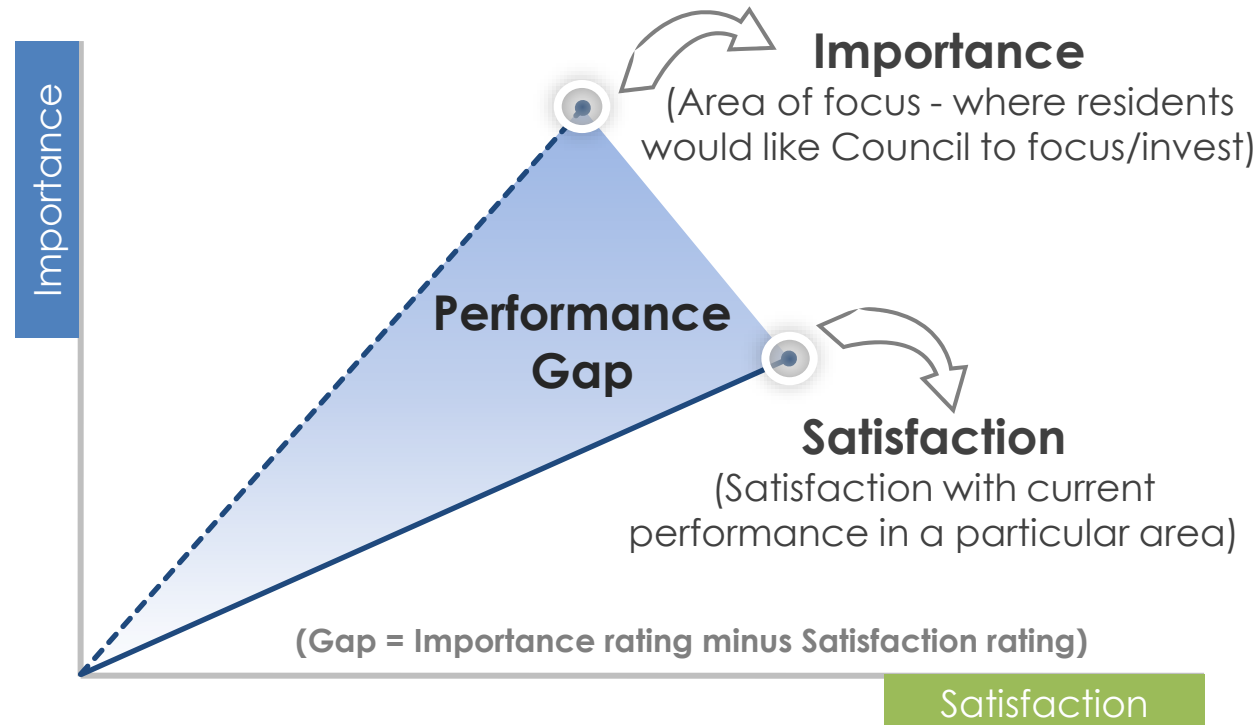 Importance
Importance
(Area of focus - where residents
would like Council to focus/invest)
Performance
Gap
Satisfaction
(Satisfaction with current
performance in a particular area)
(Gap = Importance rating minus Satisfaction rating)
Satisfaction